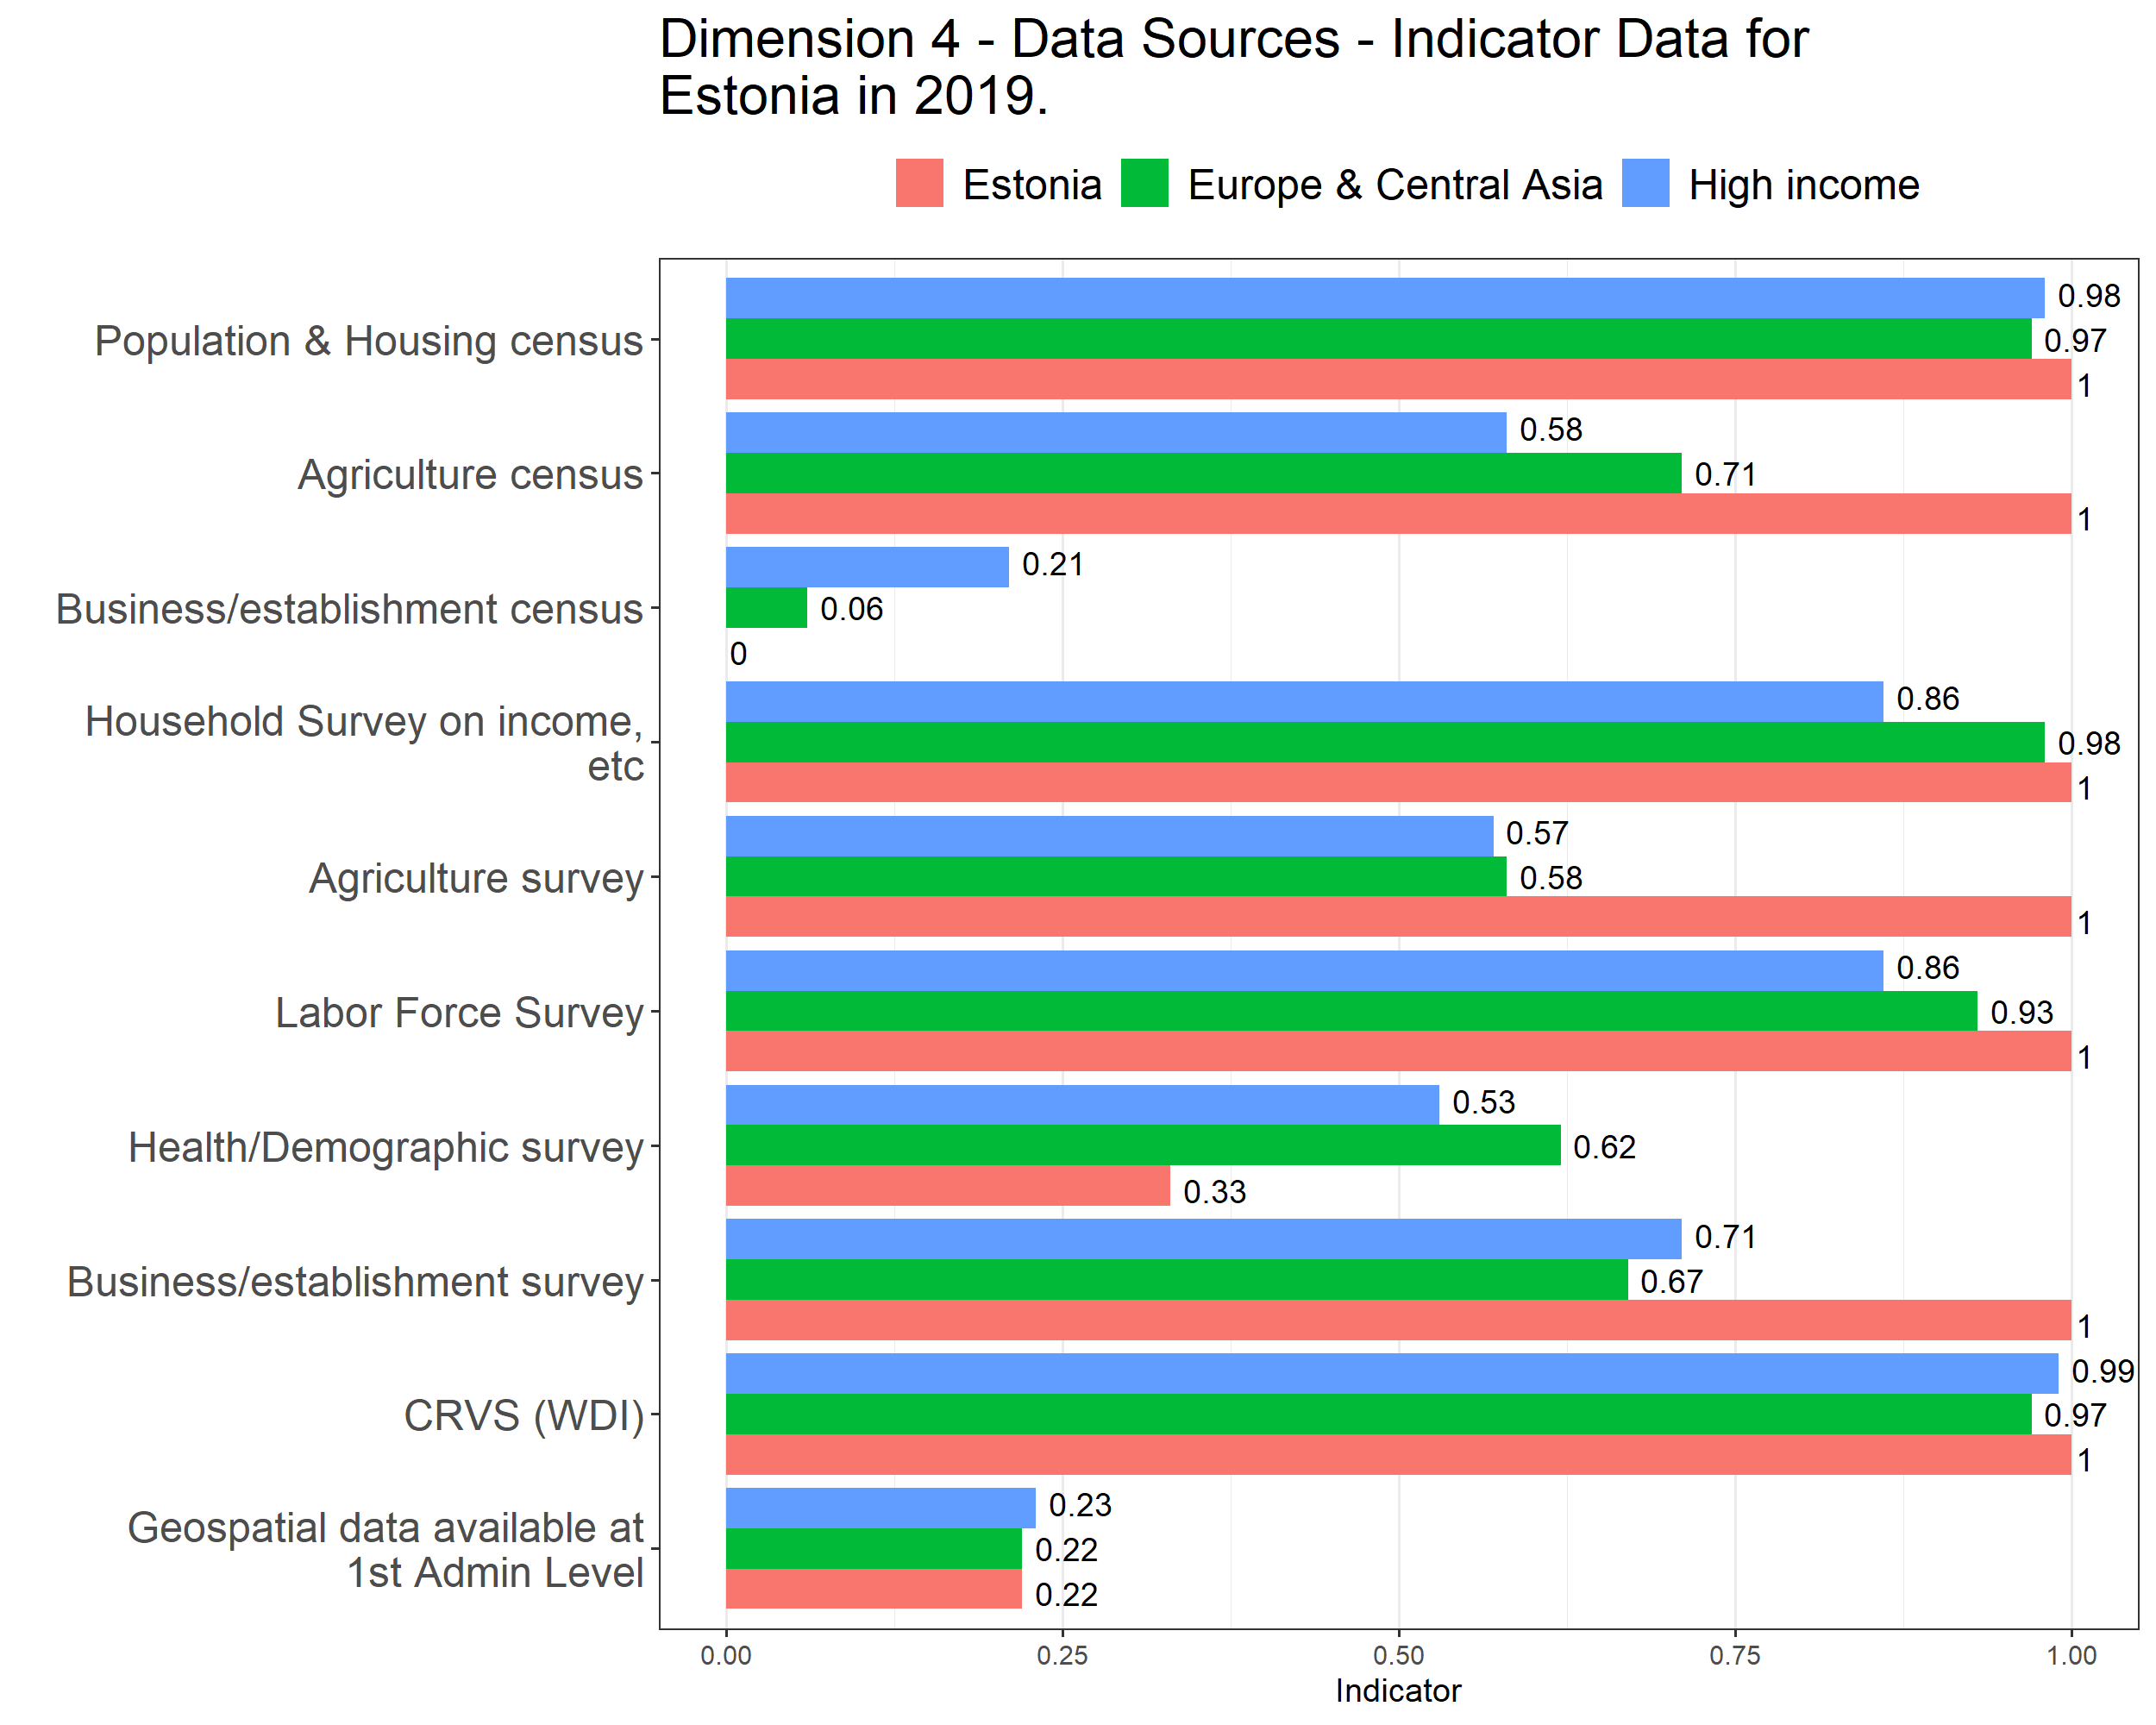 Dimension 4 - Data Sources - Indicator Data for
Estonia in 2019.
Estonia
Europe & Central Asia
High income
Population & Housing census
0.98
0.97
1
Agriculture census
0.58
0.71
1
Business/establishment census
0.21
0.06
0
Household Survey on income,
etc
0.86
0.98
1
Agriculture survey
0.57
0.58
1
Labor Force Survey
0.86
0.93
1
Health/Demographic survey
0.53
0.62
0.33
Business/establishment survey
0.71
0.67
1
CRVS (WDI)
0.99
0.97
1
Geospatial data available at
1st Admin Level
0.23
0.22
0.22
0.00
0.25
0.50
0.75
1.00
Indicator